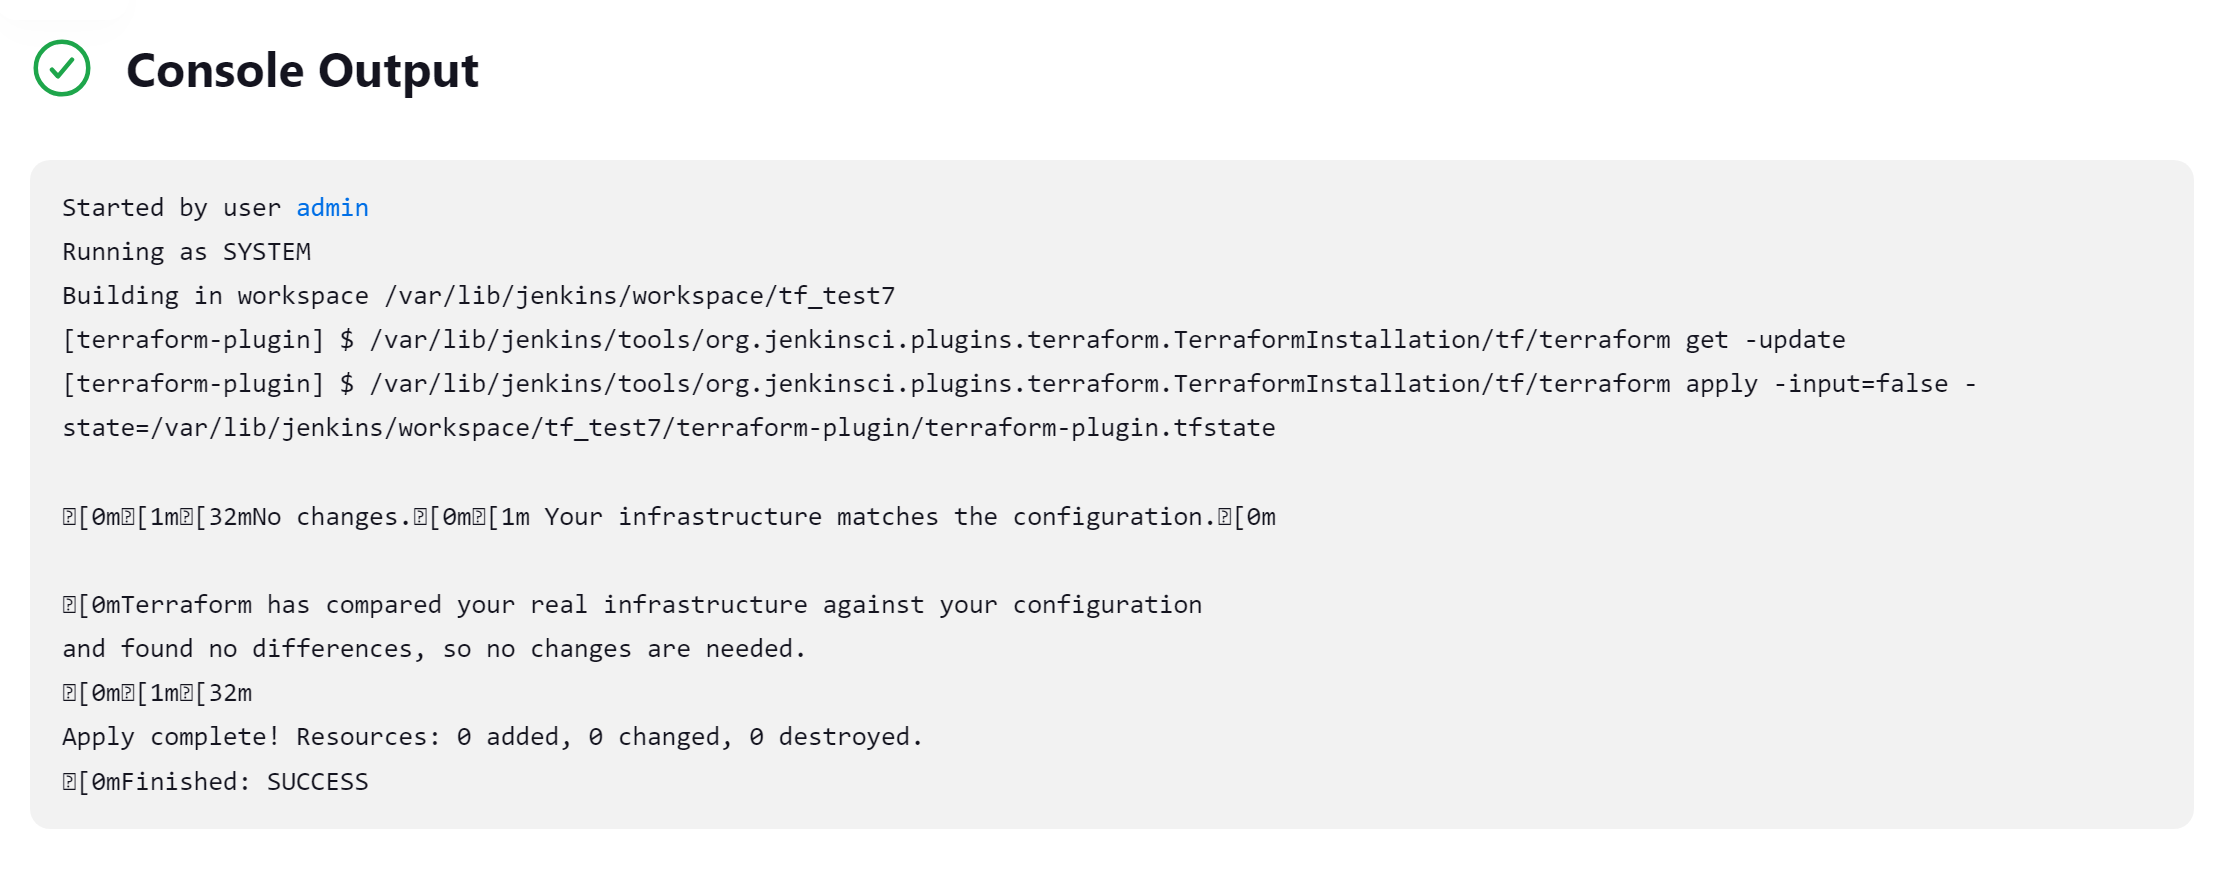 Console Output
Started by user admin
Running as SYSTEM
Building in workspace /var/lib/jenkins/workspace/tf_test7
[terraform-plugin] $ /var/lib/jenkins/tools/org.jenkinsci.plugins.terraform.TerraformInstallation/tf/terraform get -update
[terraform-plugin] $ /var/lib/jenkins/tools/org.jenkinsci.plugins.terraform.TerraformInstallation/tf/terraform apply -input=false -
state=/var/lib/jenkins/workspace/tf_test7/terraform-plugin/terraform-plugin.tfstate
⍰[0m⍰[1m⍰[32mNo changes.⍰[0m⍰[1m Your infrastructure matches the configuration.⍰[0m
⍰[0mTerraform has compared your real infrastructure against your configuration
and found no differences, so no changes are needed.
⍰[0m⍰[1m⍰[32m
Apply complete! Resources: 0 added, 0 changed, 0 destroyed.
⍰[0mFinished: SUCCESS